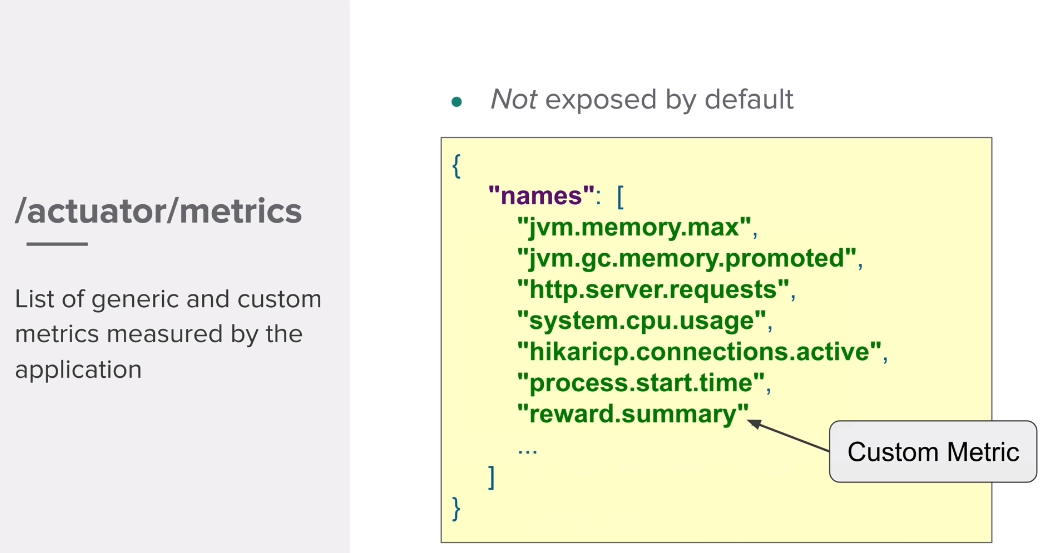 /actuator/metrics
List of generic and custom
metrics measured by the
application
● Not exposed by default
{
"names": [
"jvm.memory.max",
"jvm.gc.memory.promoted",
"http.server.requests",
"system.cpu.usage",
"hikaricp.connections.active",
"process.start.time",
"reward.summary"
...
]
}
Custom Metric